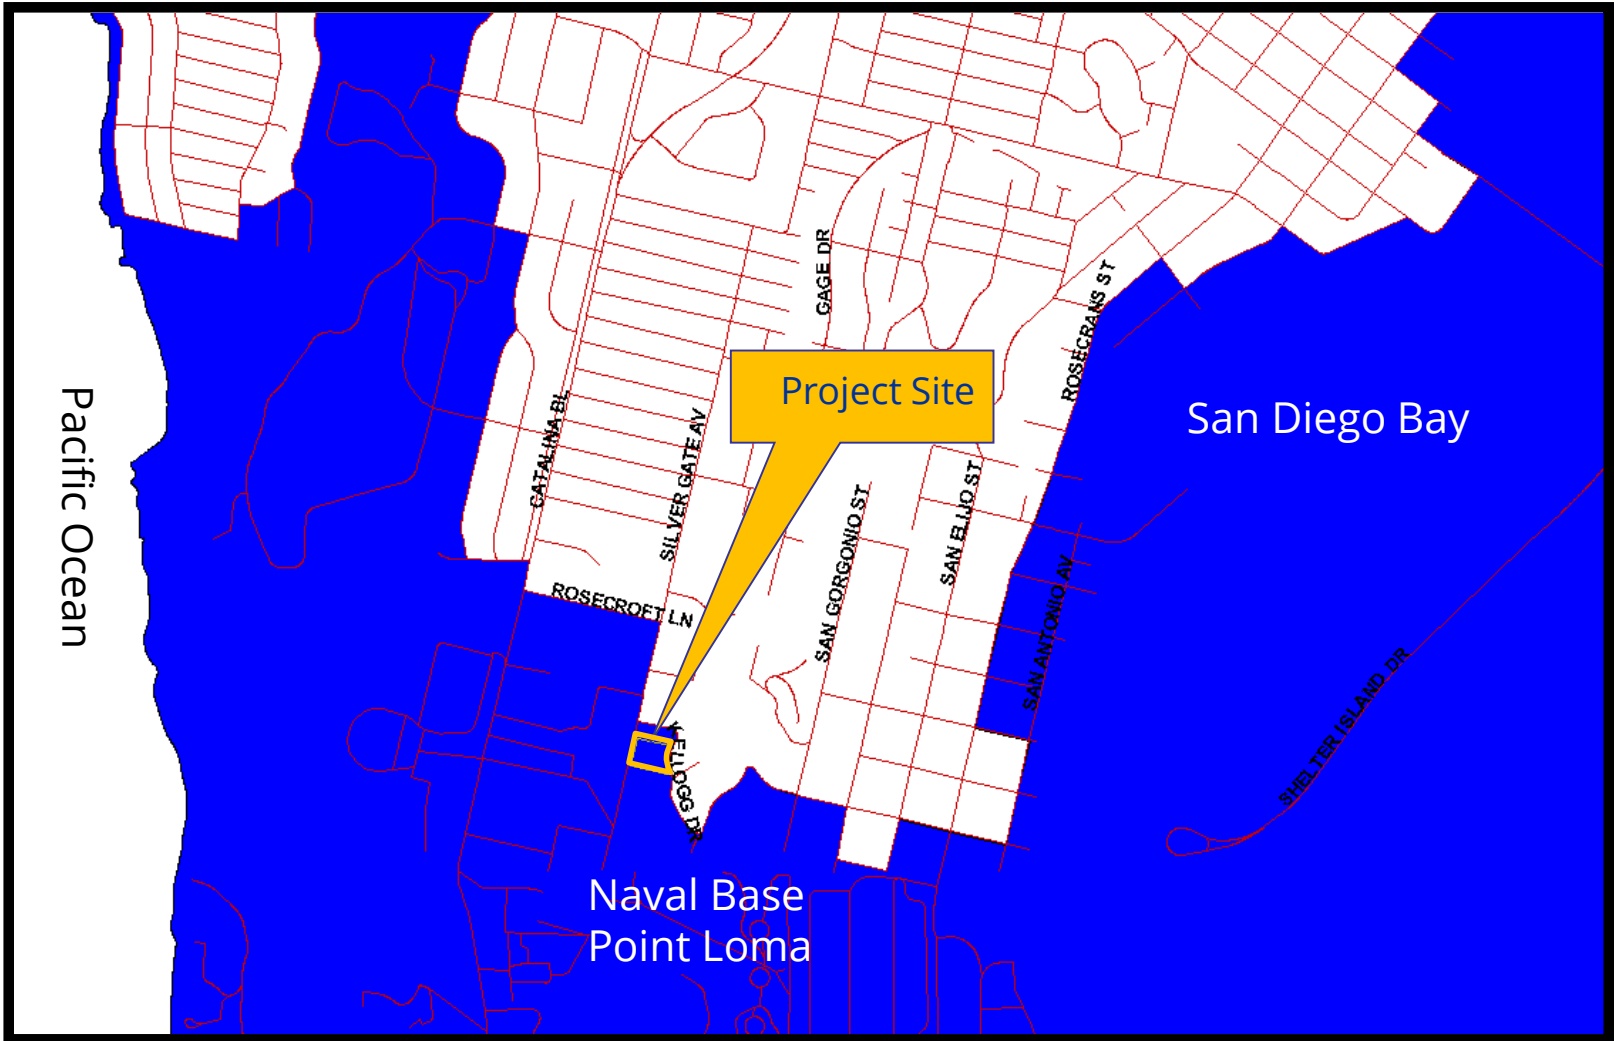 GAGE DR
ROSECRANS ST
Project Site
San Diego Bay
Pacific Ocean
CATALINA BL
SILVER GATE AV
SAN GORGONIO ST
SAN ELIJO ST
SAN ANTONIO AV
ROSECROFT LN
SHELTER ISLAND DR
KELLOGG DR
Naval Base
Point Loma